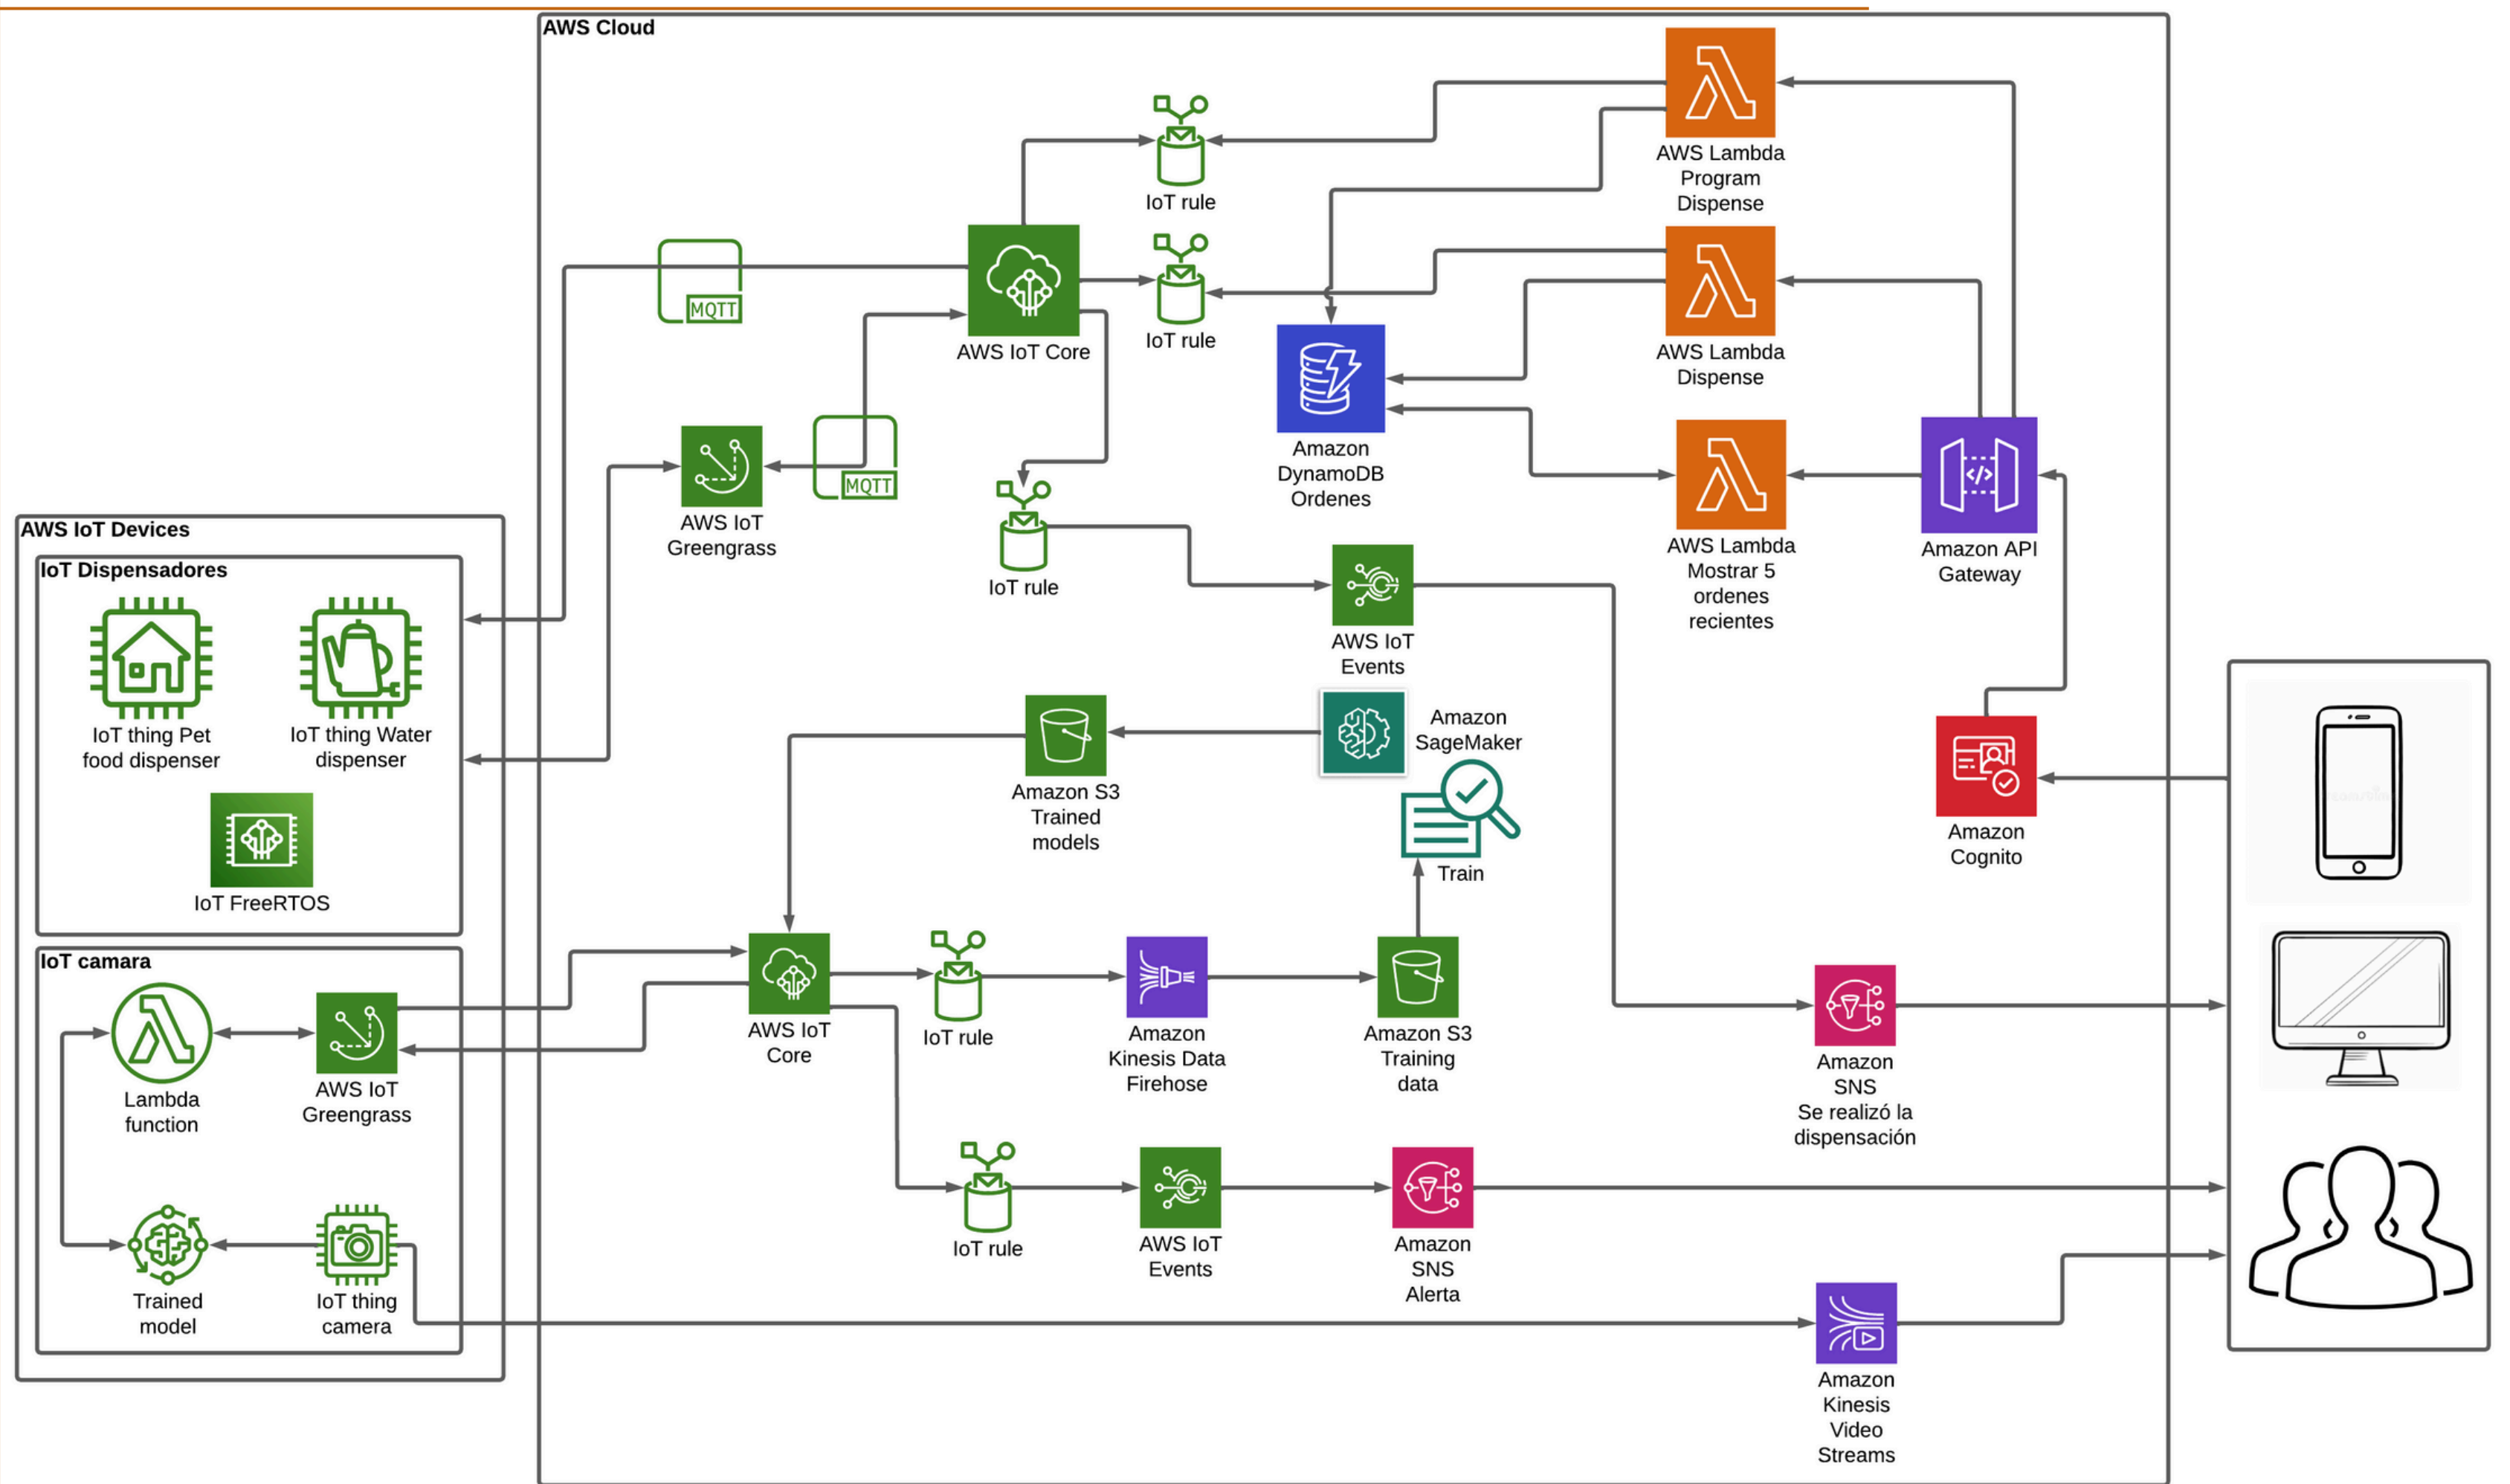 AWS Cloud
AWS Lambda
Program
Dispense
IoT rule
MQTT
AWS IoT Core
IoT rule
AWS Lambda
Dispense
MQTT
AWS IoT
Greengrass
Amazon
DynamoDB
Ordenes
AWS Lambda
Mostrar 5
ordenes
recientes
Amazon API
Gateway
IoT rule
AWS IoT
Events
AWS IoT Devices
IoT Dispensadores
IoT thing Pet
food dispenser
IoT thing Water
dispenser
IoT FreeRTOS
Amazon S3
Trained
models
Amazon
SageMaker
Train
Amazon
Cognito
IoT camara
Lambda
function
AWS IoT
Greengrass
Trained
model
IoT thing
camera
AWS IoT
Core
IoT rule
Amazon
Kinesis Data
Firehose
Amazon S3
Training
data
Amazon
SNS
Se realizó la
dispensación
IoT rule
AWS IoT
Events
Amazon
SNS
Alerta
Amazon
Kinesis
Video
Streams